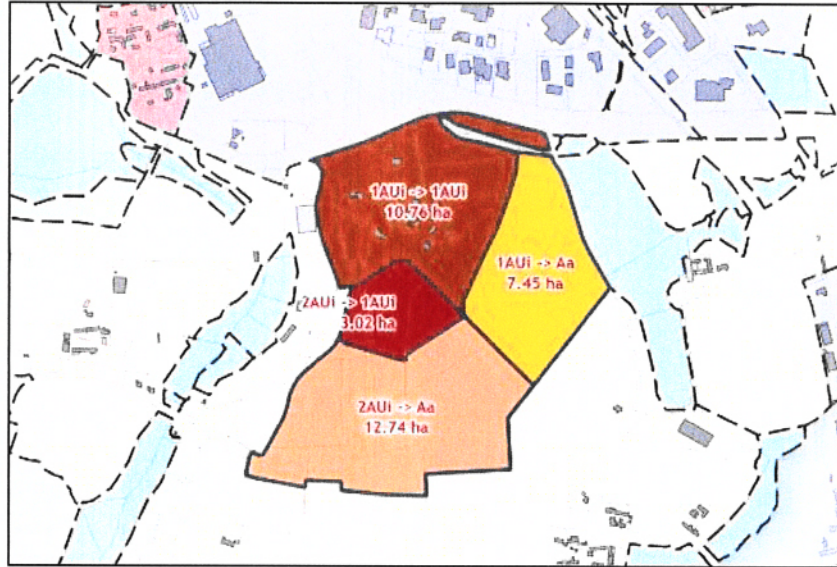 1AUi -> 1AUi
10.76 ha
1AUi -> Aa
7.45 ha
2AUi -> 1AUi
3.02 ha
2AUi -> Aa
12.74 ha